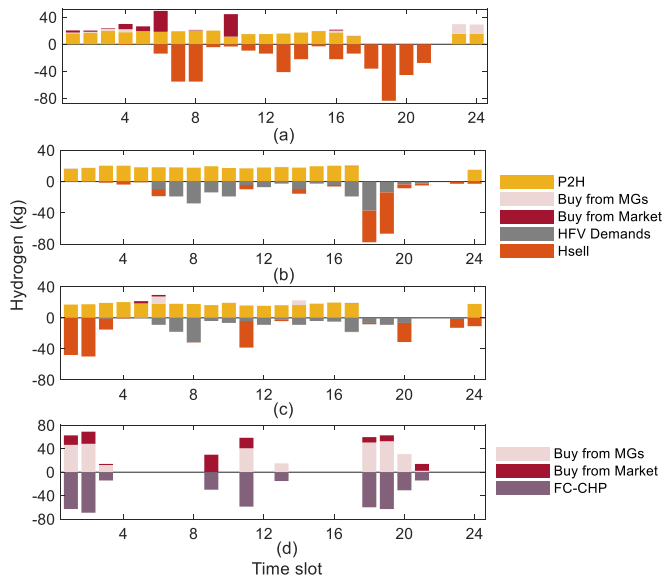 40
0
-40
-80
4 8 12 16 20 24
(a)
40
0
-40
-80
4 8 12 16 20 24
(b)
P2H
Buy from MGs
Buy from Market
HFV Demands
Hsell
Hydrogen (kg)
40
0
-40
-80
4 8 12 16 20 24
(c)
80
40
0
-40
-80
4 8 12 16 20 24
(d)
Buy from MGs
Buy from Market
FC-CHP
Time slot